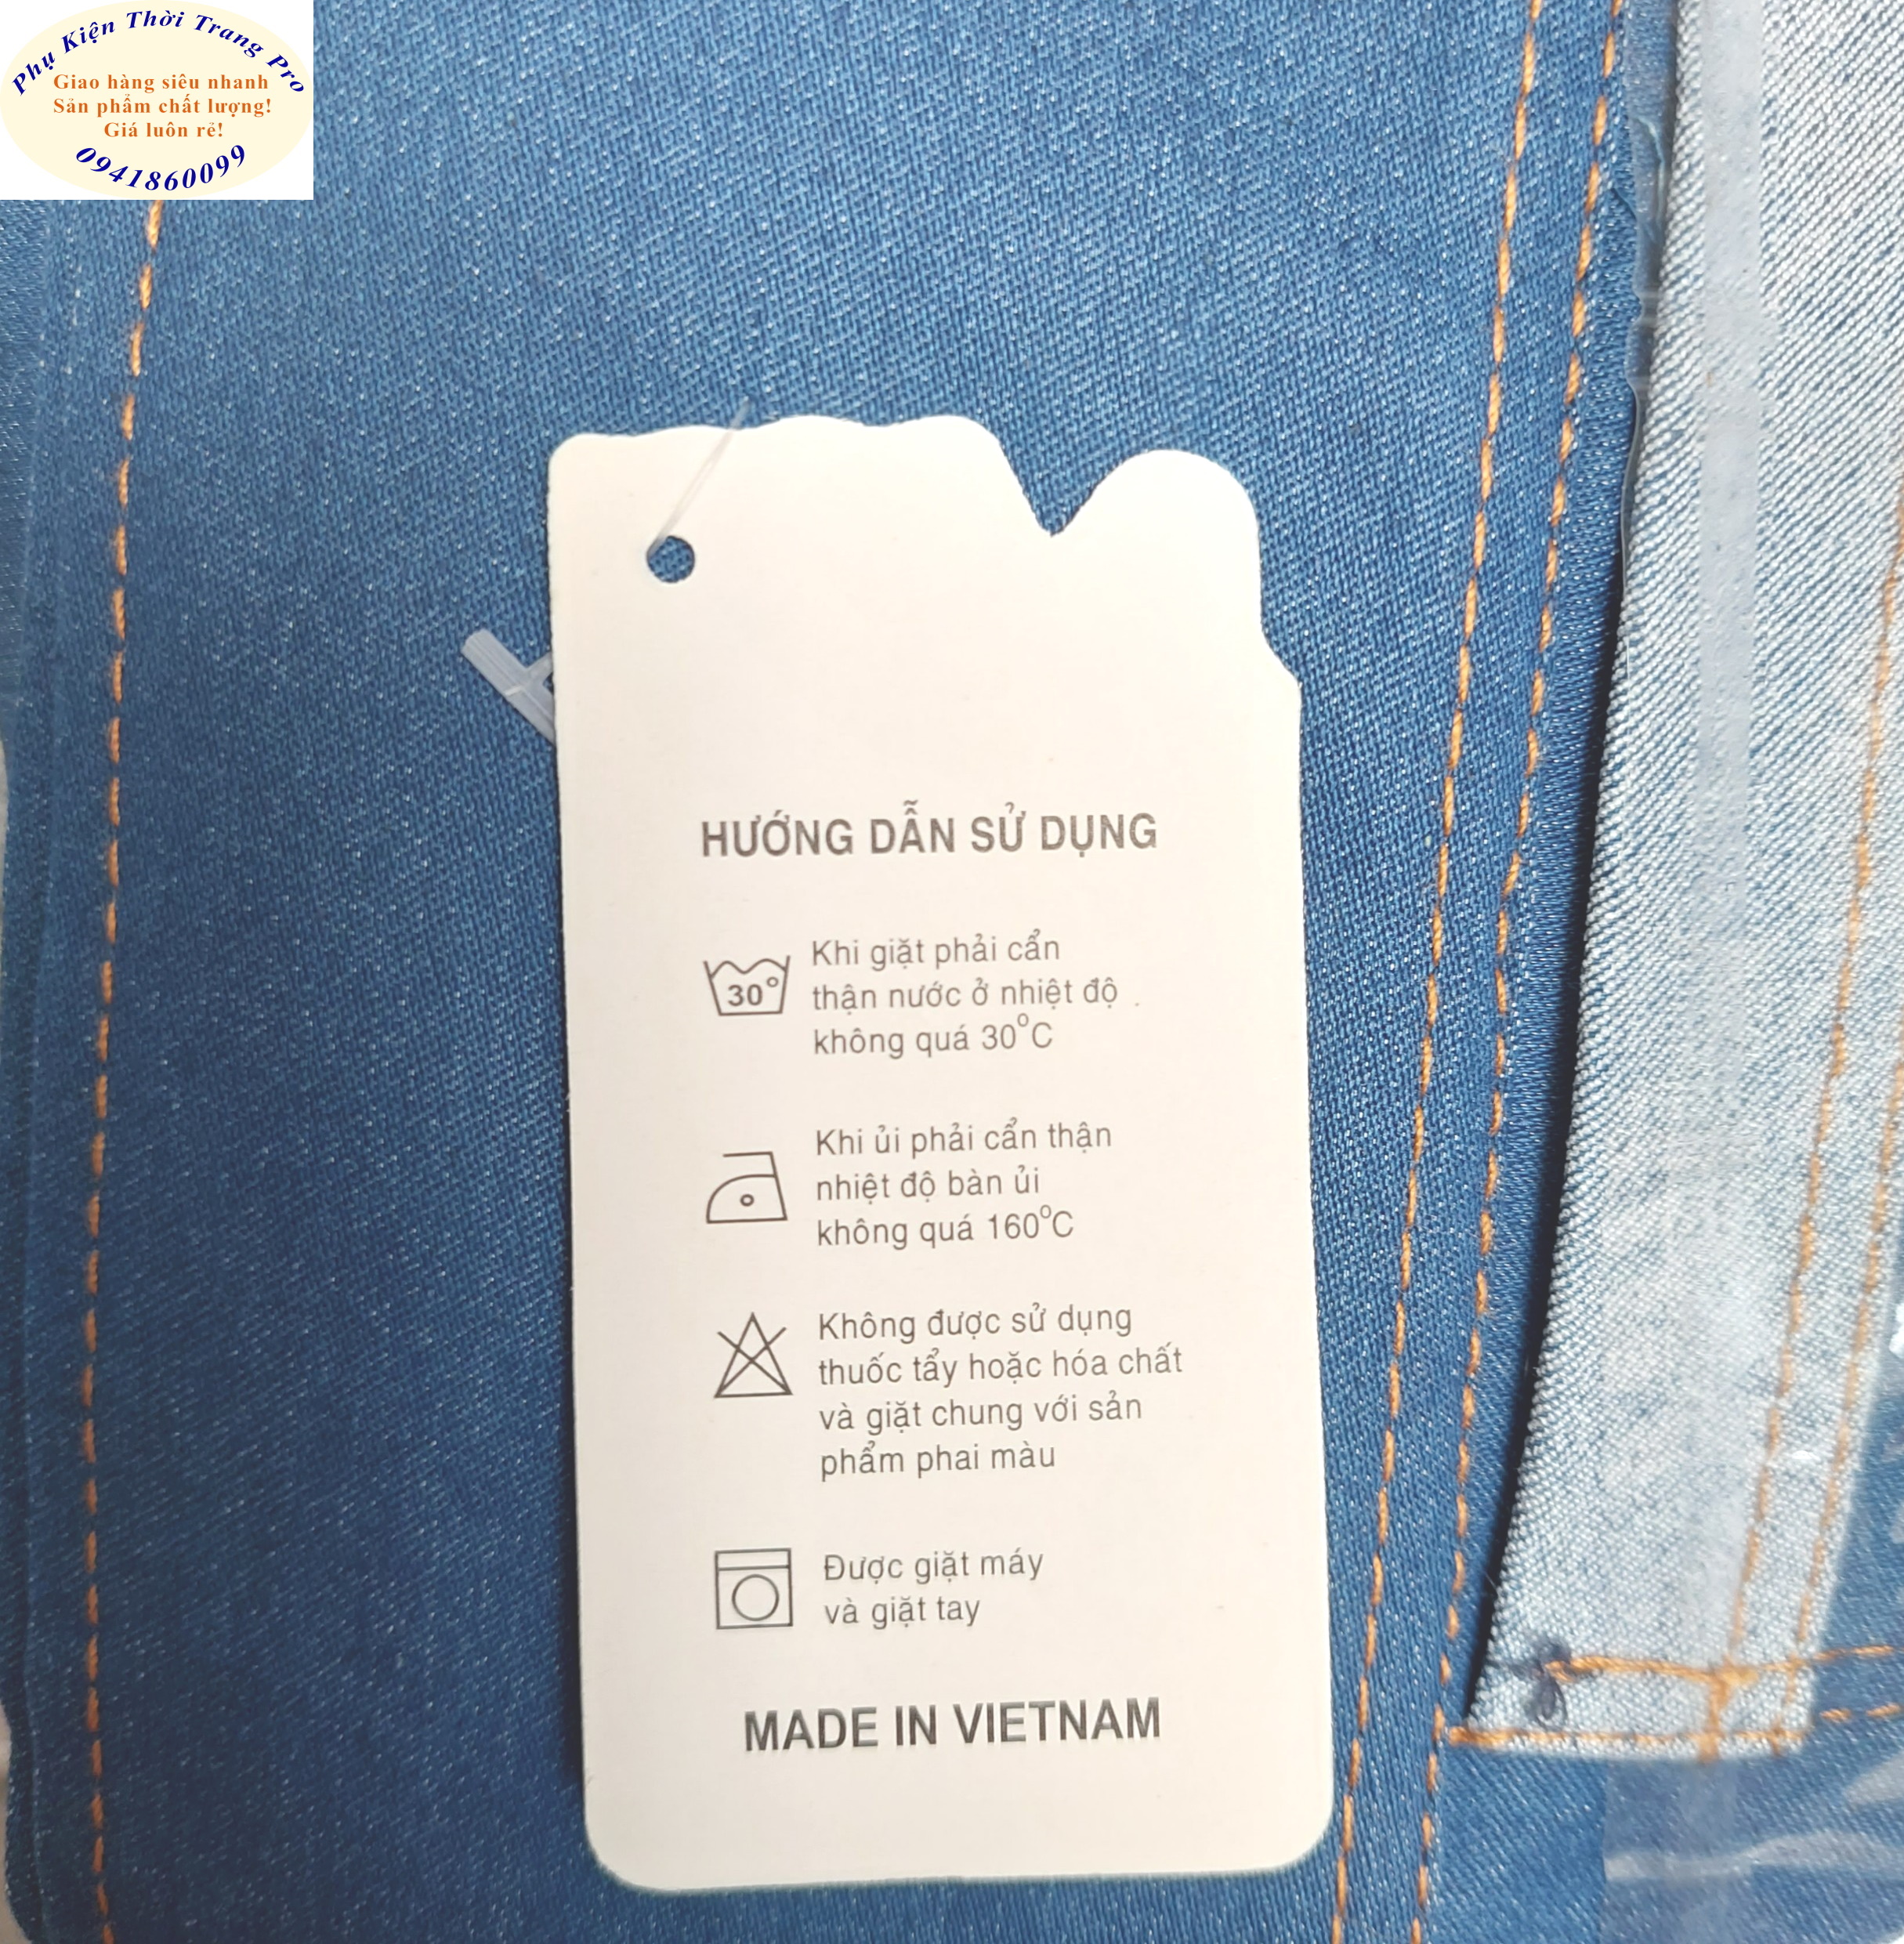 Phụ Kiện Thời Trang Pro
Giao hàng siêu nhanh
Sản phẩm chất lượng!
Giá luôn rẻ!
0941860099
HƯỚNG DẪN SỬ DỤNG
30°
Khi giặt phải cẩn
thận nước ở nhiệt độ .
không quá 30°C
Khi ủi phải cẩn thận
nhiệt độ bàn ủi
không quá 160°C
Không được sử dụng
thuốc tẩy hoặc hóa chất
và giặt chung với sản
phẩm phai màu
Được giặt máy
và giặt tay
MADE IN VIETNAM